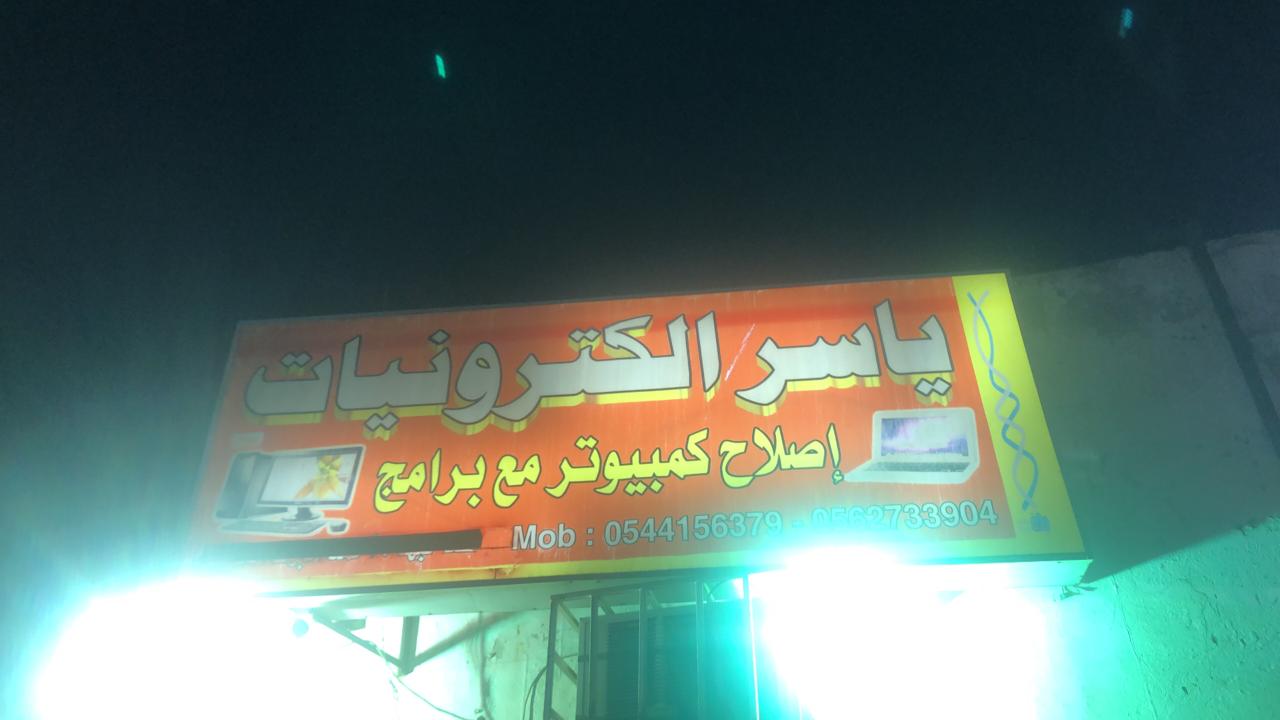 ياسر الكترونيات
إصلاح كمبيوتر مع برامج
Mob : 0544156379 - 0562733904